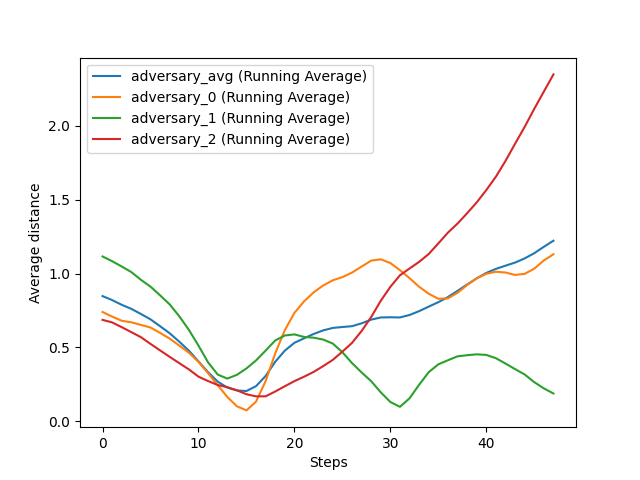 adversary_avg (Running Average)
adversary_0 (Running Average)
adversary_1 (Running Average)
adversary_2 (Running Average)
2.0
1.5
1.0
0.5
0.0
Average distance
0 10 20 30 40
Steps